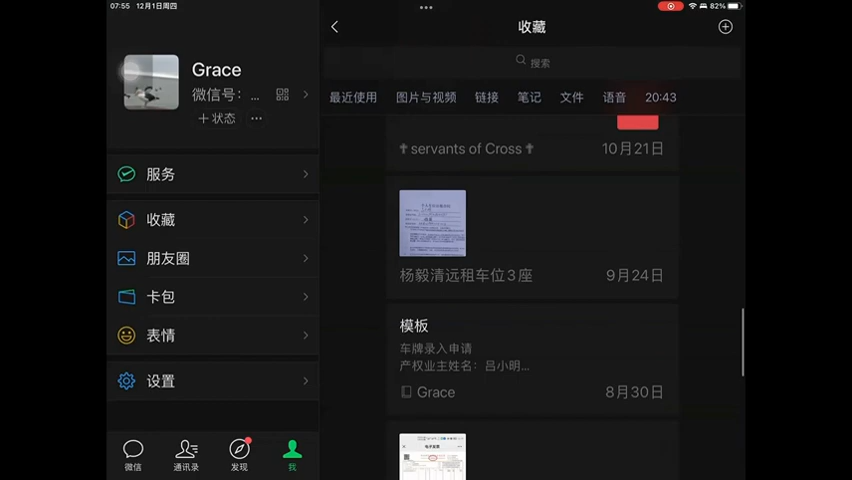 07:55 12月1日周四
82%
Grace
微信号：...
＋状态
服务
收藏
朋友圈
卡包
表情
设置
微信
通讯录
发现
我
收藏
搜索
最近使用 图片与视频 链接 笔记 文件 语音 20:43
✝servants of Cross✝ 10月21日
杨毅清远租车位3座 9月24日
模板
车牌录入申请
产权业主姓名：吕小明...
Grace 8月30日